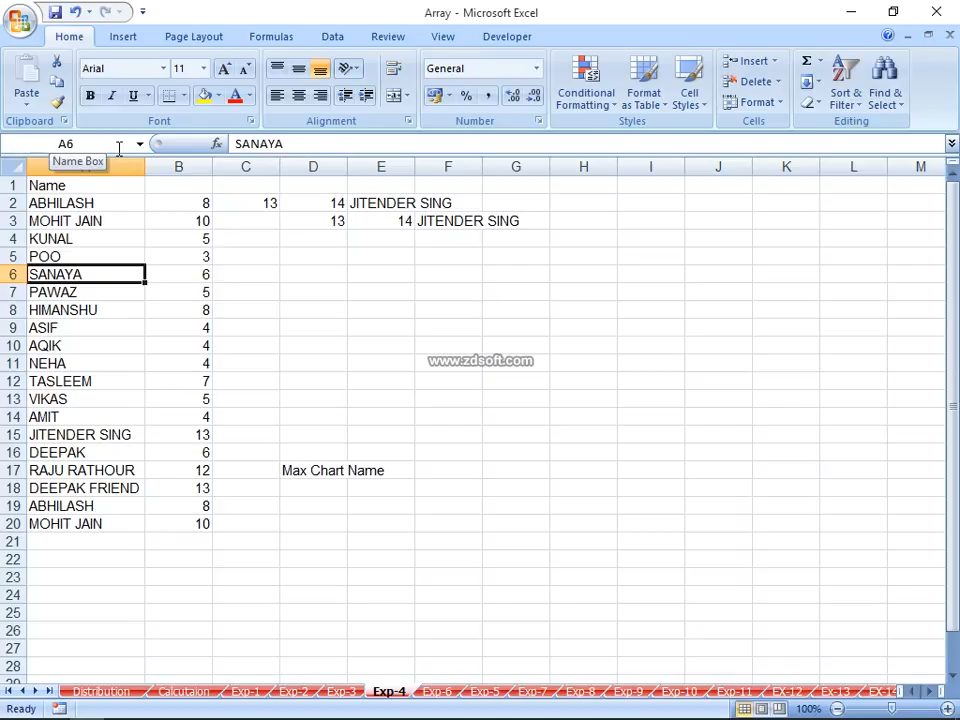 Array - Microsoft Excel
Home Insert Page Layout Formulas Data Review View Developer
Paste Arial 11 A A General Conditional Formatting Format as Table Cell Styles Insert Delete Format Σ Sort & Filter Find & Select
B I U A % ,
Clipboard Font Alignment Number Styles Cells Editing
A6 fx SANAYA
Name Box
A B C D E F G H I J K L M
1 Name
2 ABHILASH 8 13 14 JITENDER SING
3 MOHIT JAIN 10 13 14 JITENDER SING
4 KUNAL 5
5 POO 3
6 SANAYA 6
7 PAWAZ 5
8 HIMANSHU 8
9 ASIF 4
10 AQIK 4
11 NEHA 4
www.zdsoft.com
12 TASLEEM 7
13 VIKAS 5
14 AMIT 4
15 JITENDER SING 13
16 DEEPAK 6
17 RAJU RATHOUR 12 Max Chart Name
18 DEEPAK FRIEND 13
19 ABHILASH 8
20 MOHIT JAIN 10
21
22
23
24
25
26
27
28
29
Distribution Calcutaion Exp-1 Exp-2 Exp-3 Exp-4 Exp-6 Exp-5 Exp-7 Exp-8 Exp-9 Exp-10 Exp-11 EX-12 Ex-13 EX-14
Ready 100%